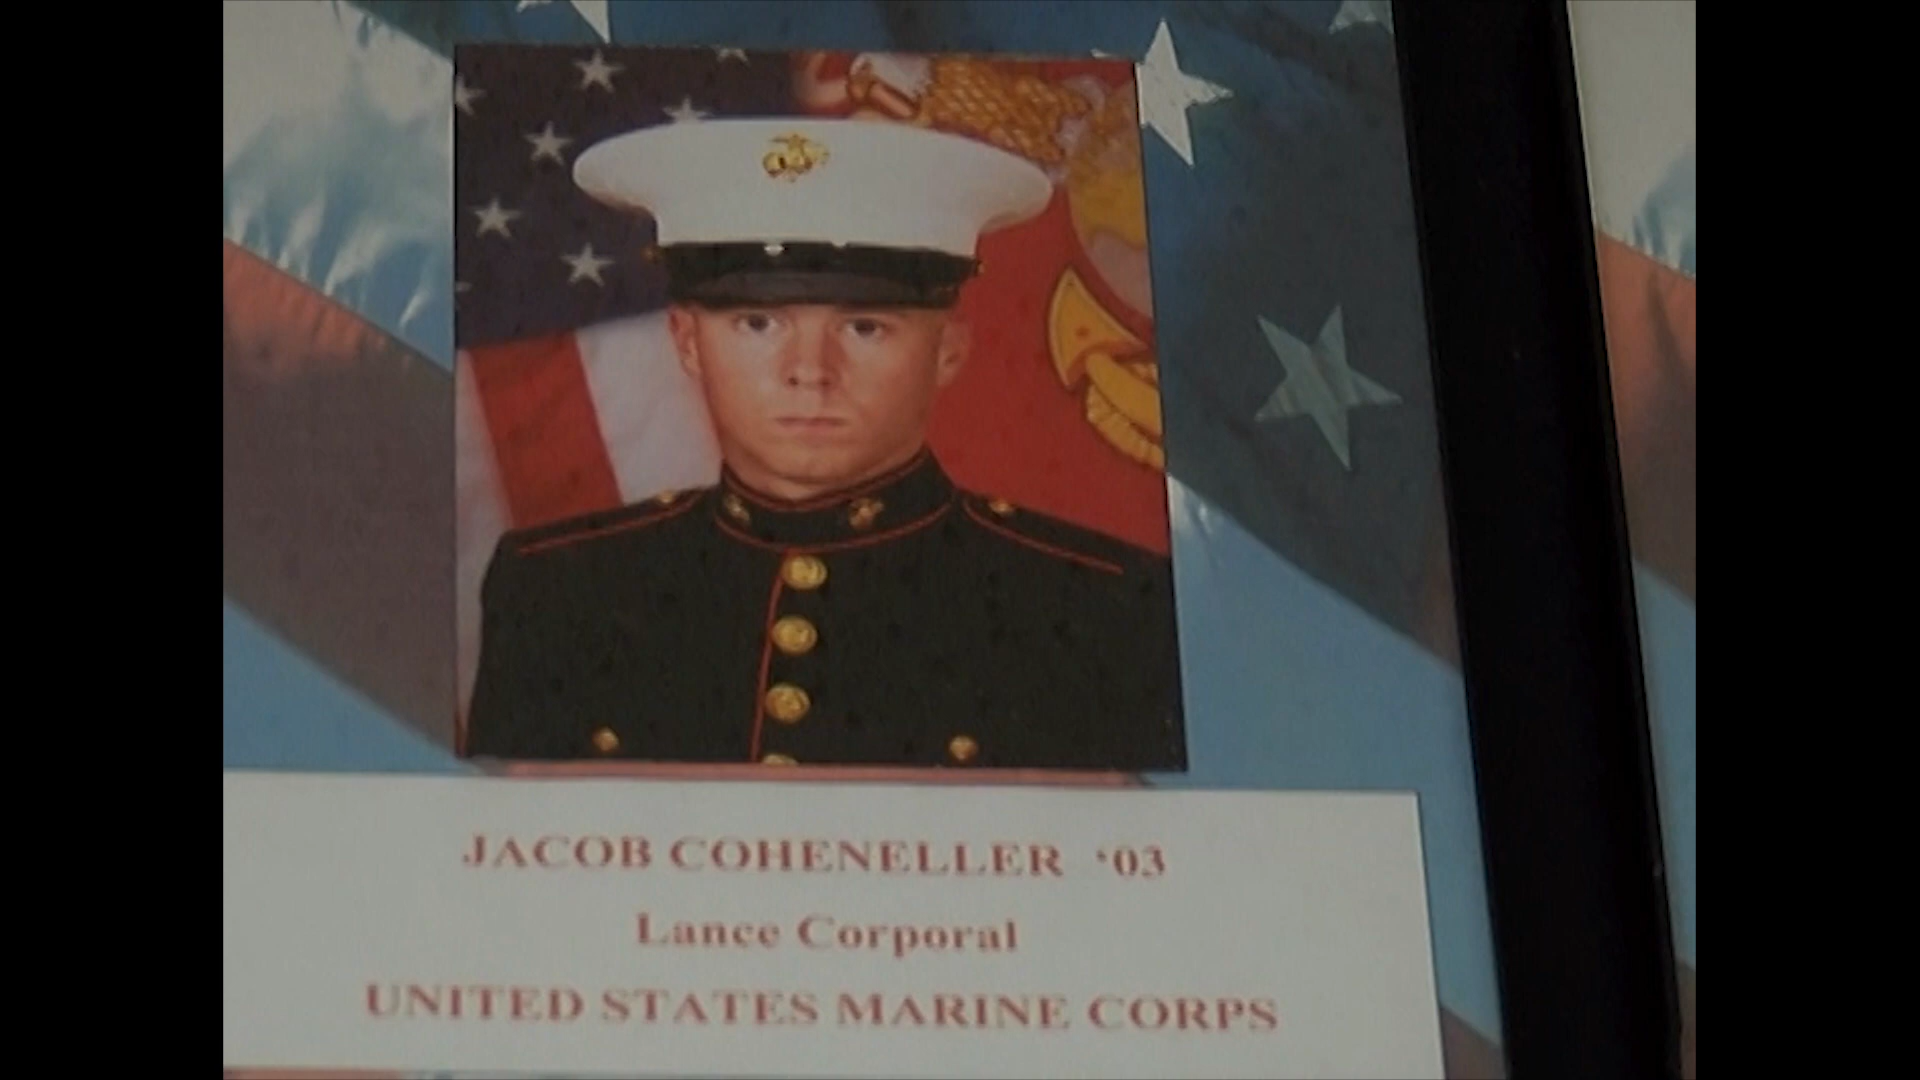 JACOB COHENELLER ‘03
Lance Corporal
UNITED STATES MARINE CORPS